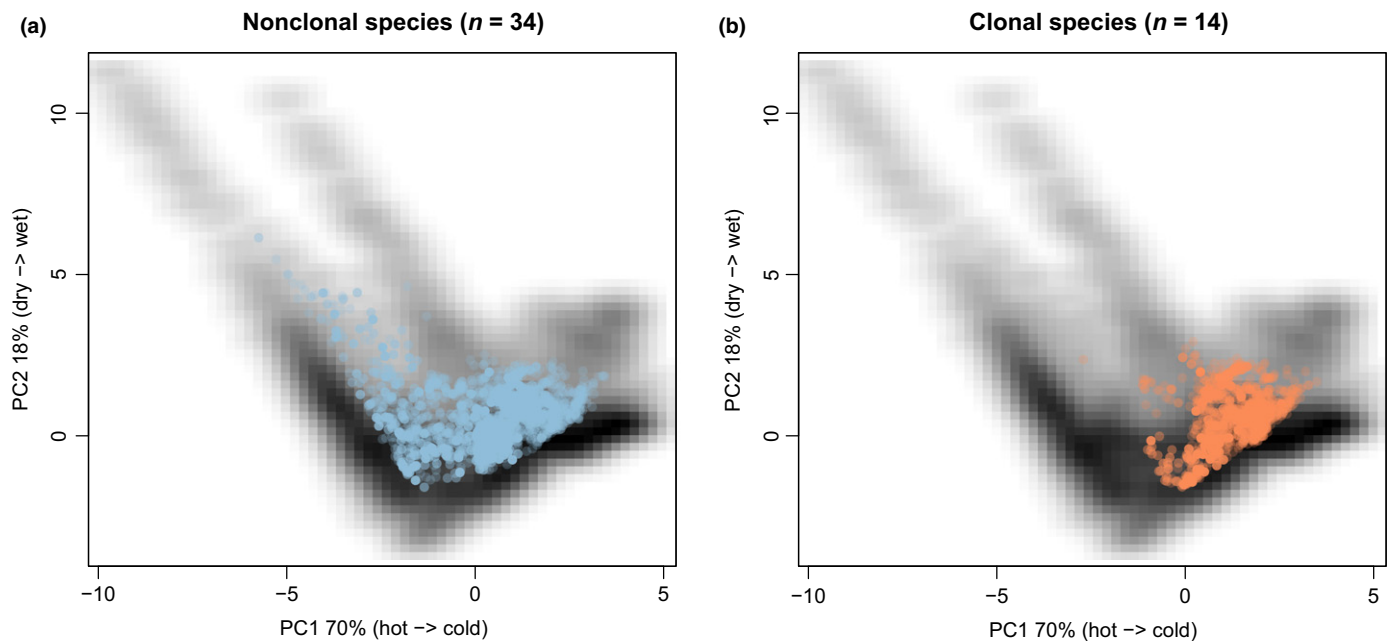 (a)
Nonclonal species (n = 34)
PC2 18% (dry −> wet)
10
5
0
−10
−5
0
5
PC1 70% (hot −> cold)
(b)
Clonal species (n = 14)
PC2 18% (dry −> wet)
10
5
0
−10
−5
0
5
PC1 70% (hot −> cold)